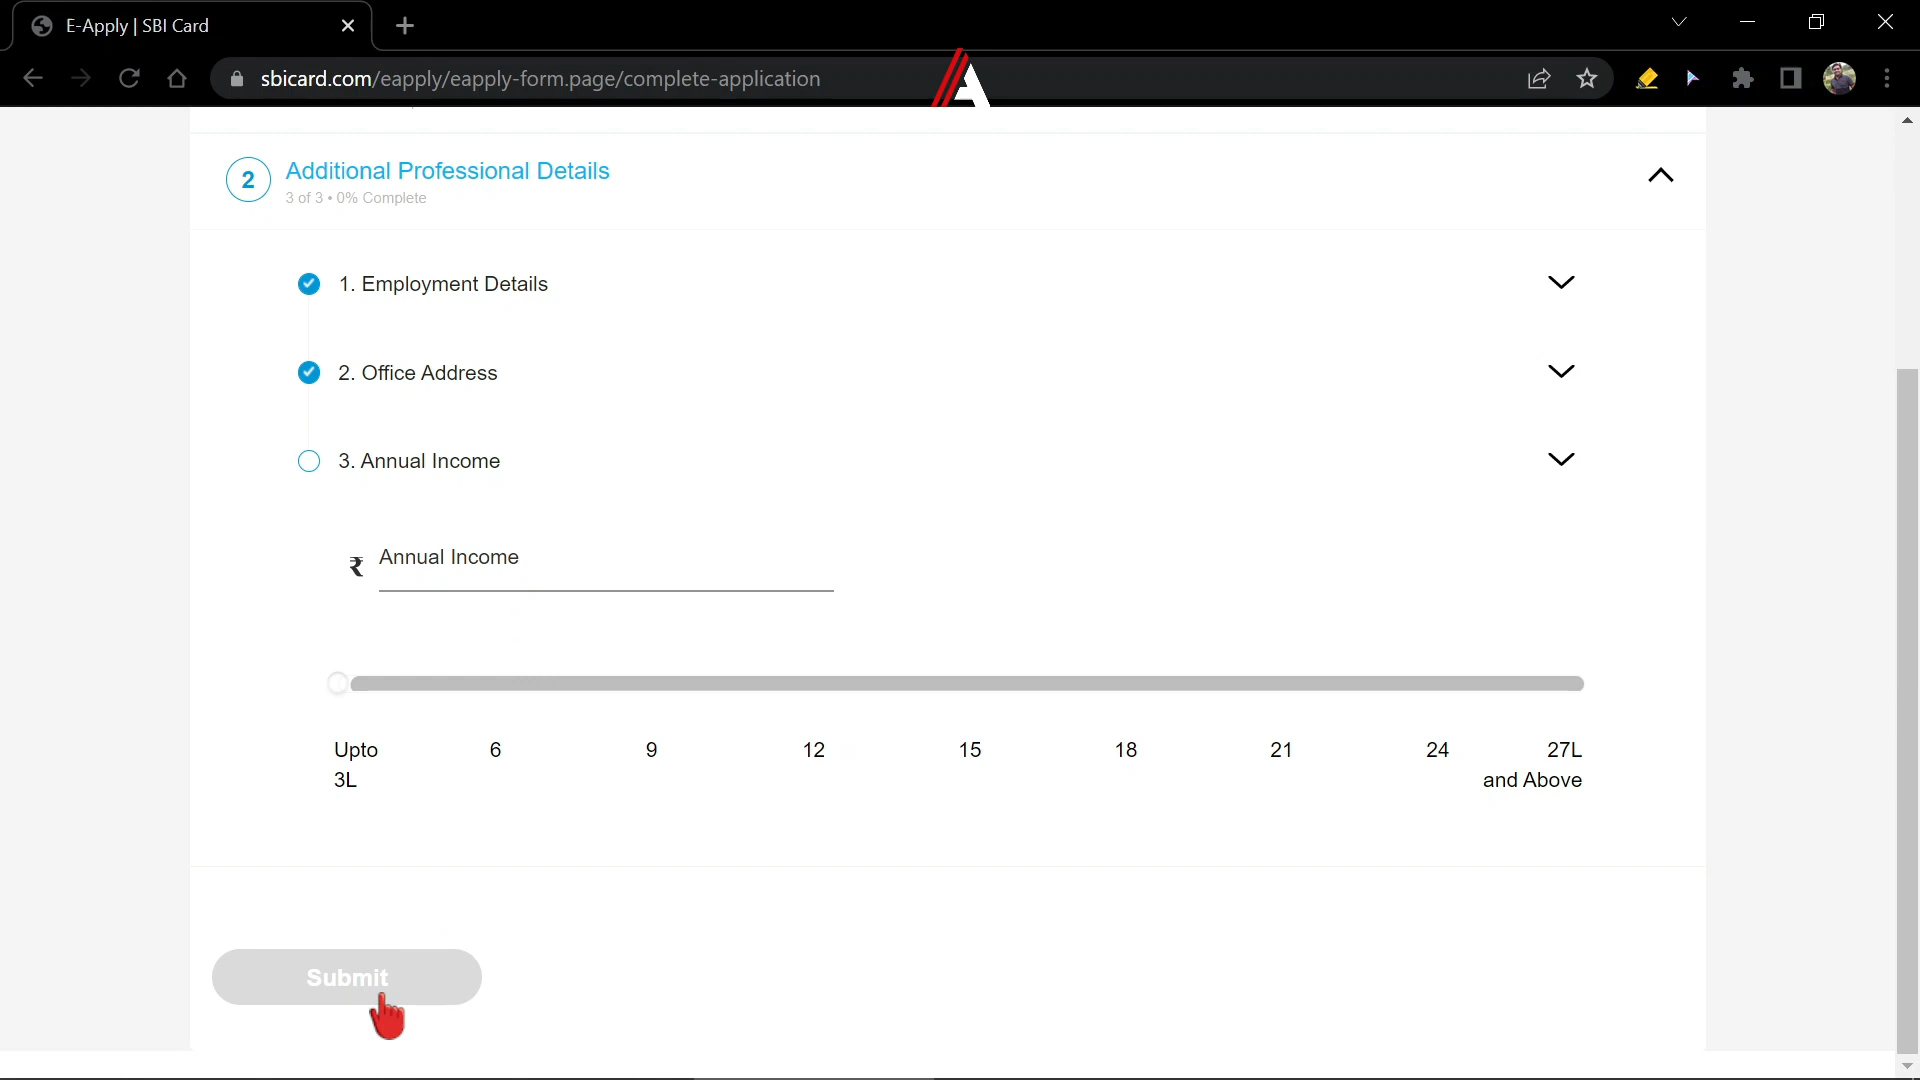 E-Apply | SBI Card
sbicard.com/eapply/eapply-form.page/complete-application
A
2 Additional Professional Details
3 of 3 • 0% Complete
1. Employment Details
2. Office Address
3. Annual Income
₹ Annual Income
Upto 6 9 12 15 18 21 24 27L
3L and Above
Submit